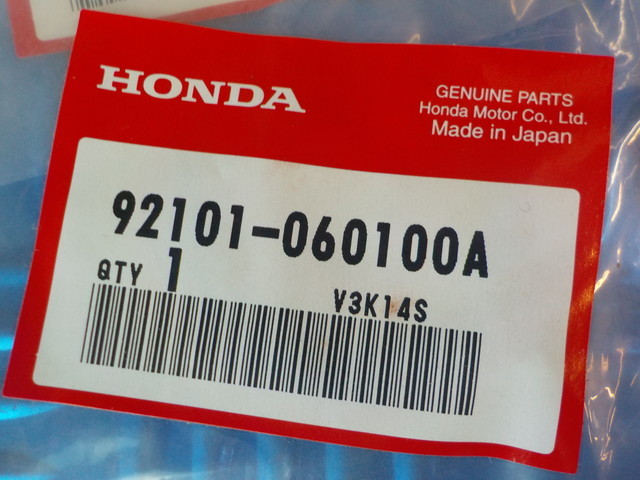 HONDA
GENUINE PARTS
Honda Motor Co., Ltd.
Made in Japan
92101-060100A
QTY 1
V3K14S